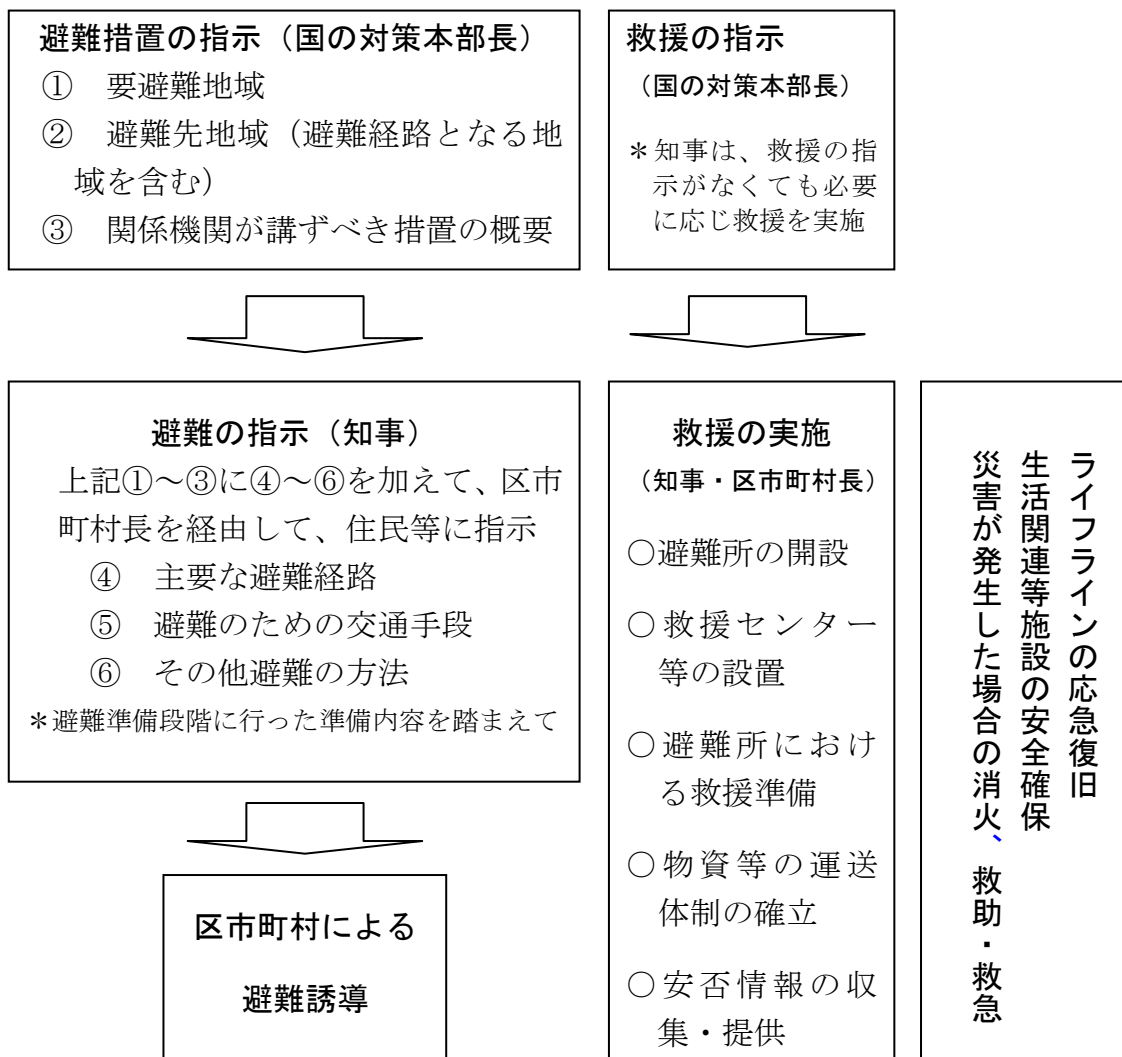 避難措置の指示（国の対策本部長）
① 要避難地域
② 避難先地域（避難経路となる地
域を含む）
③ 関係機関が講ずべき措置の概要
救援の指示
（国の対策本部長）
＊知事は、救援の指
示がなくても必要
に応じ救援を実施
避難の指示（知事）
上記①～③に④～⑥を加えて、区市
町村長を経由して、住民等に指示
④ 主要な避難経路
⑤ 避難のための交通手段
⑥ その他避難の方法
＊避難準備段階に行った準備内容を踏まえて
区市町村による
避難誘導
救援の実施
（知事・区市町村長）
○避難所の開設
○救援センター
等の設置
○避難所におけ
る救援準備
○物資等の運送
体制の確立
○安否情報の収
集・提供
ライフラインの応急復旧
生活関連等施設の安全確保
災害が発生した場合の消火、救助・救急